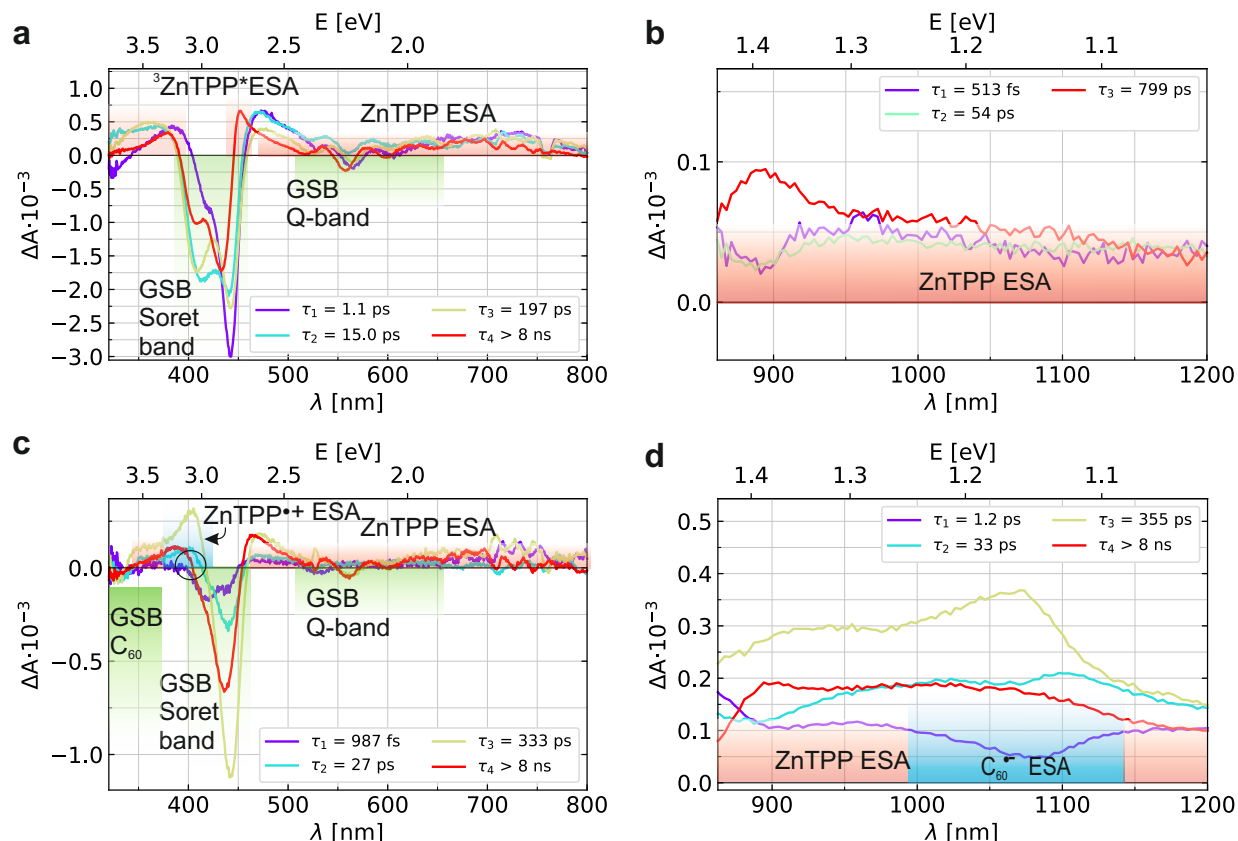 a
E [eV]
3.5 3.0 2.5 2.0
³ZnTPP*ESA
ZnTPP ESA
GSB
Q-band
GSB
Soret
band
τ₁ = 1.1 ps
τ₂ = 15.0 ps
τ₃ = 197 ps
τ₄ > 8 ns
1.0
0.5
0.0
−0.5
−1.0
−1.5
−2.0
−2.5
−3.0
ΔA·10⁻³
400 500 600 700 800
λ [nm]
b
E [eV]
1.4 1.3 1.2 1.1
τ₁ = 513 fs
τ₂ = 54 ps
τ₃ = 799 ps
ZnTPP ESA
0.1
0.0
ΔA·10⁻³
900 1000 1100 1200
λ [nm]
c
E [eV]
3.5 3.0 2.5 2.0
ZnTPP•+ ESA
ZnTPP ESA
GSB
C₆₀
GSB
Soret
band
GSB
Q-band
τ₁ = 987 fs
τ₂ = 27 ps
τ₃ = 333 ps
τ₄ > 8 ns
0.0
−0.5
−1.0
ΔA·10⁻³
400 500 600 700 800
λ [nm]
d
E [eV]
1.4 1.3 1.2 1.1
τ₁ = 1.2 ps
τ₂ = 33 ps
τ₃ = 355 ps
τ₄ > 8 ns
ZnTPP ESA
C₆₀•− ESA
0.5
0.4
0.3
0.2
0.1
0.0
ΔA·10⁻³
900 1000 1100 1200
λ [nm]